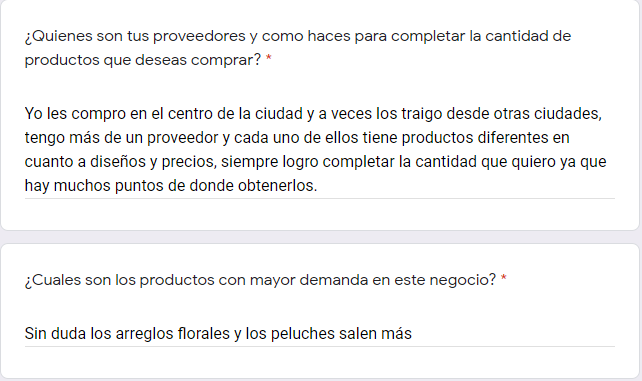 ¿Quienes son tus proveedores y como haces para completar la cantidad de
productos que deseas comprar? *
Yo les compro en el centro de la ciudad y a veces los traigo desde otras ciudades,
tengo más de un proveedor y cada uno de ellos tiene productos diferentes en
cuanto a diseños y precios, siempre logro completar la cantidad que quiero ya que
hay muchos puntos de donde obtenerlos.
¿Cuales son los productos con mayor demanda en este negocio? *
Sin duda los arreglos florales y los peluches salen más